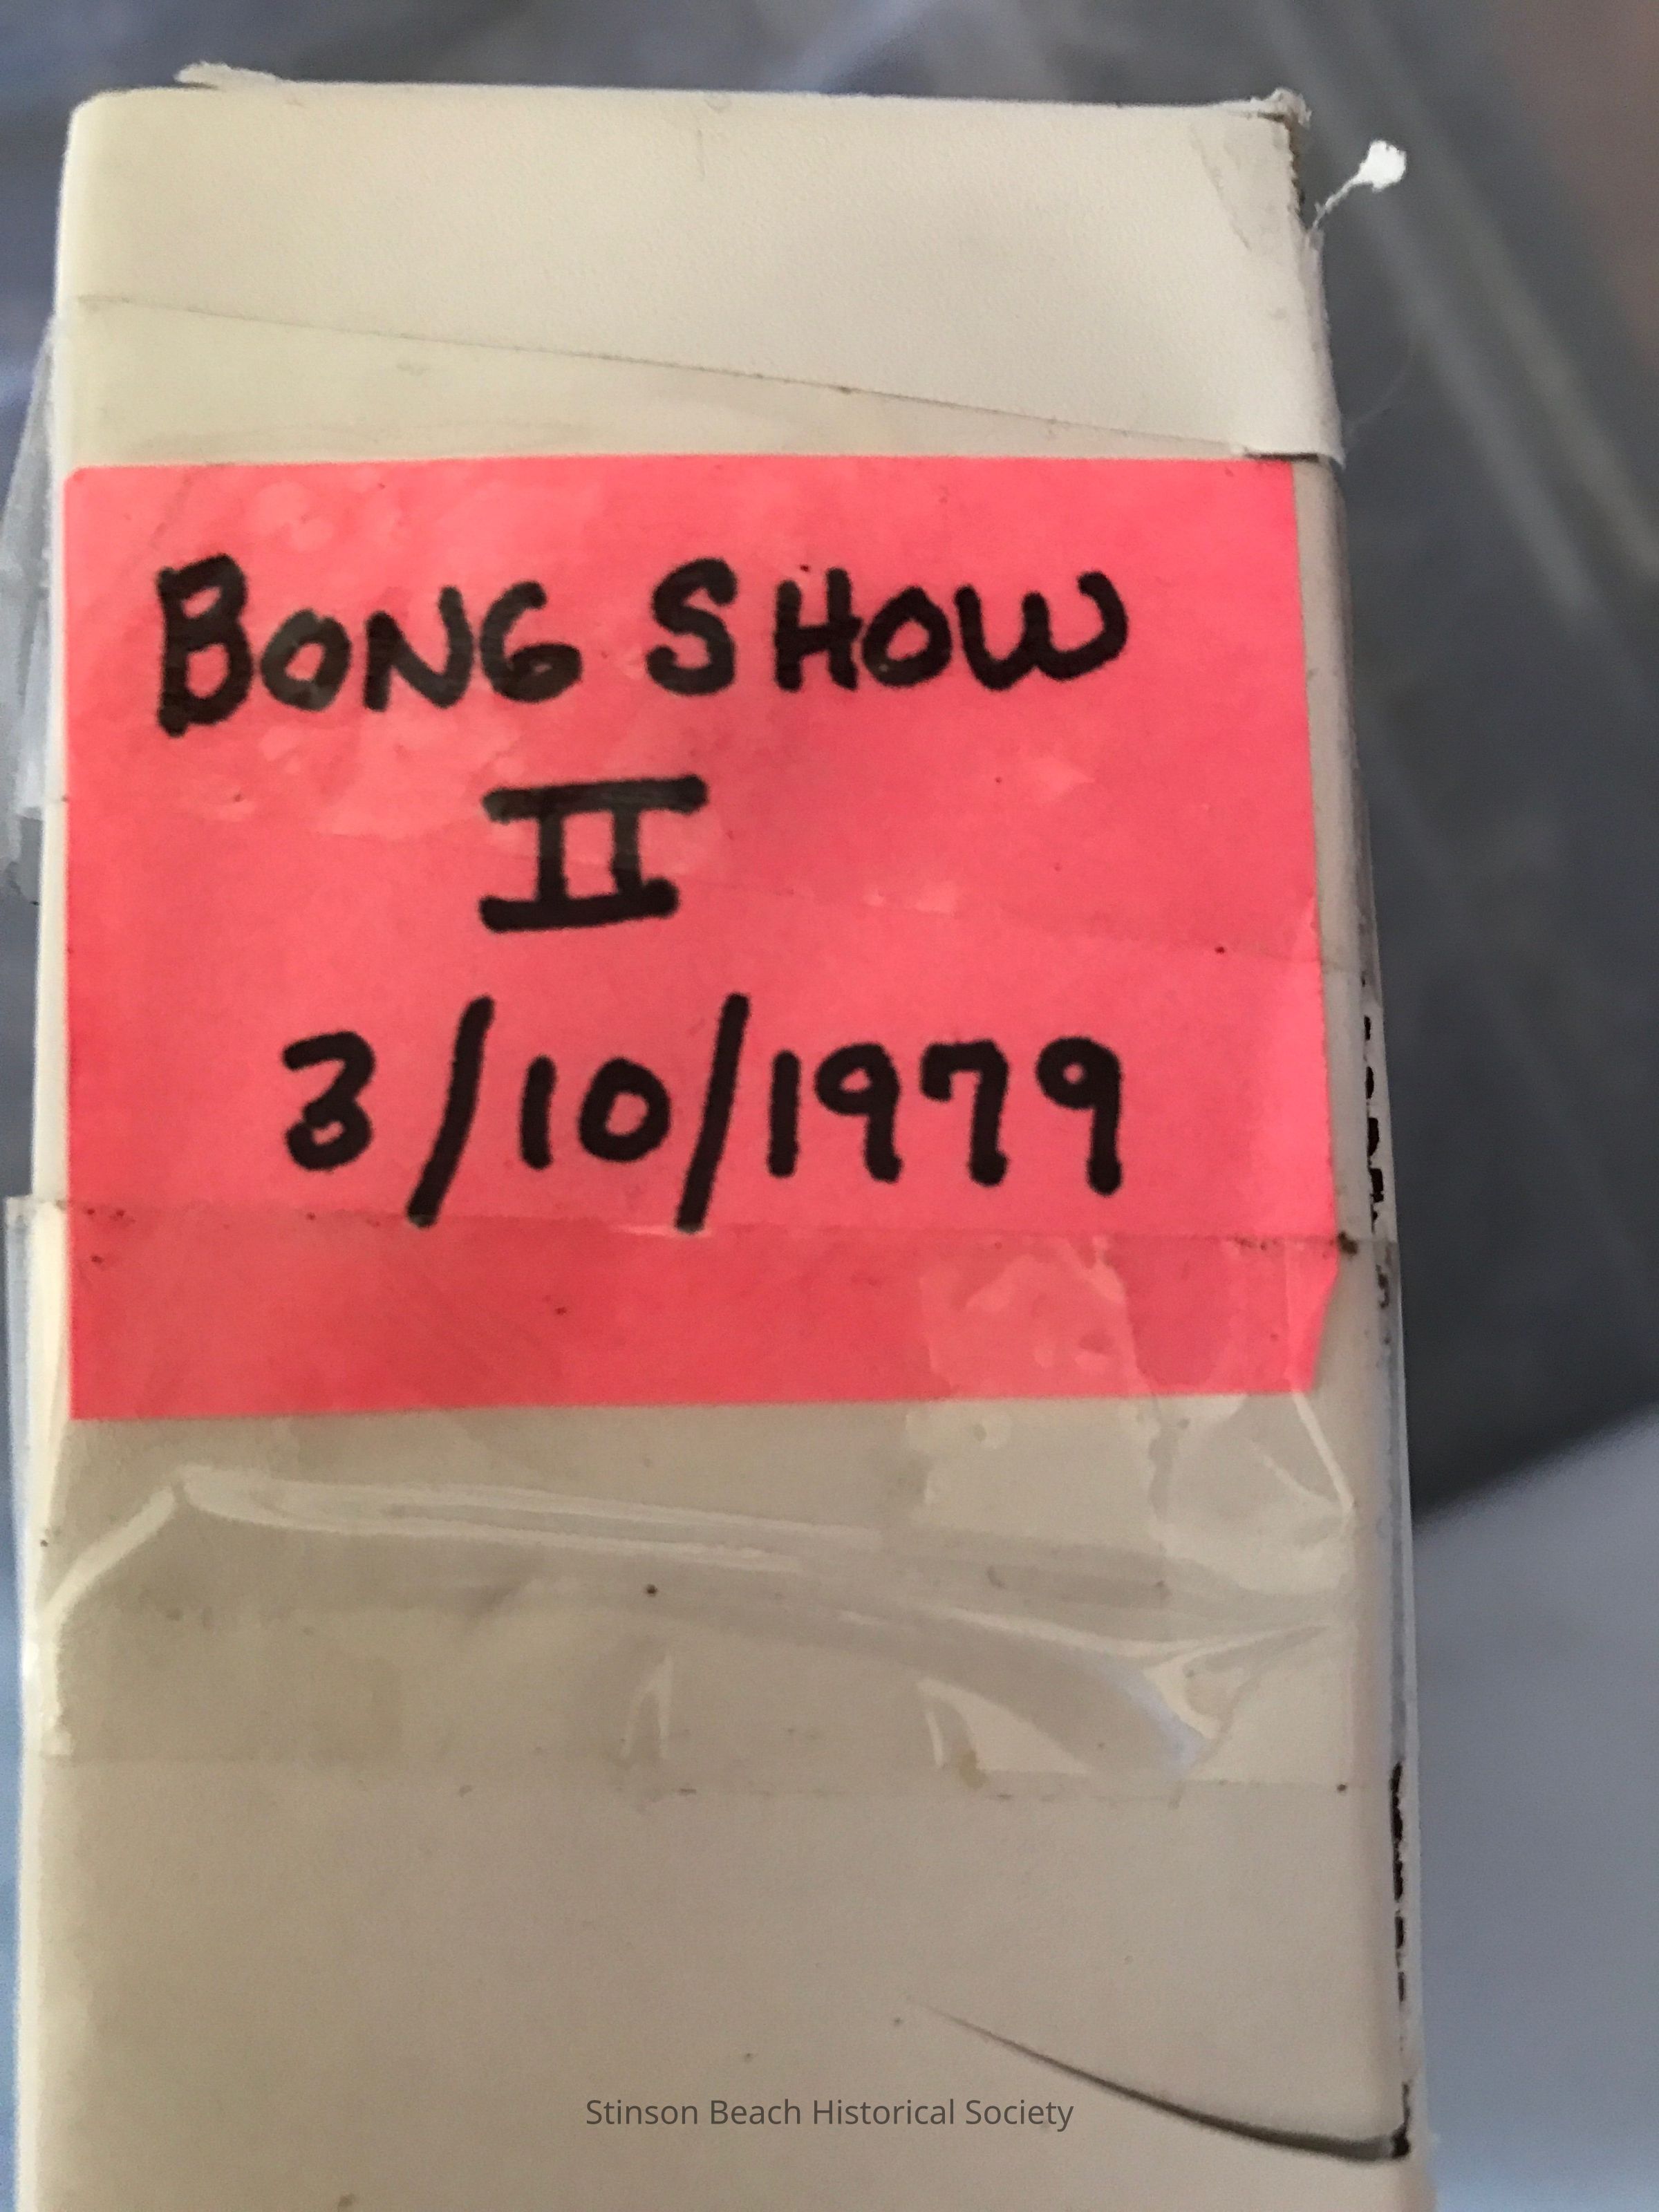 BONG SHOW
II
3/10/1979
Stinson Beach Historical Society